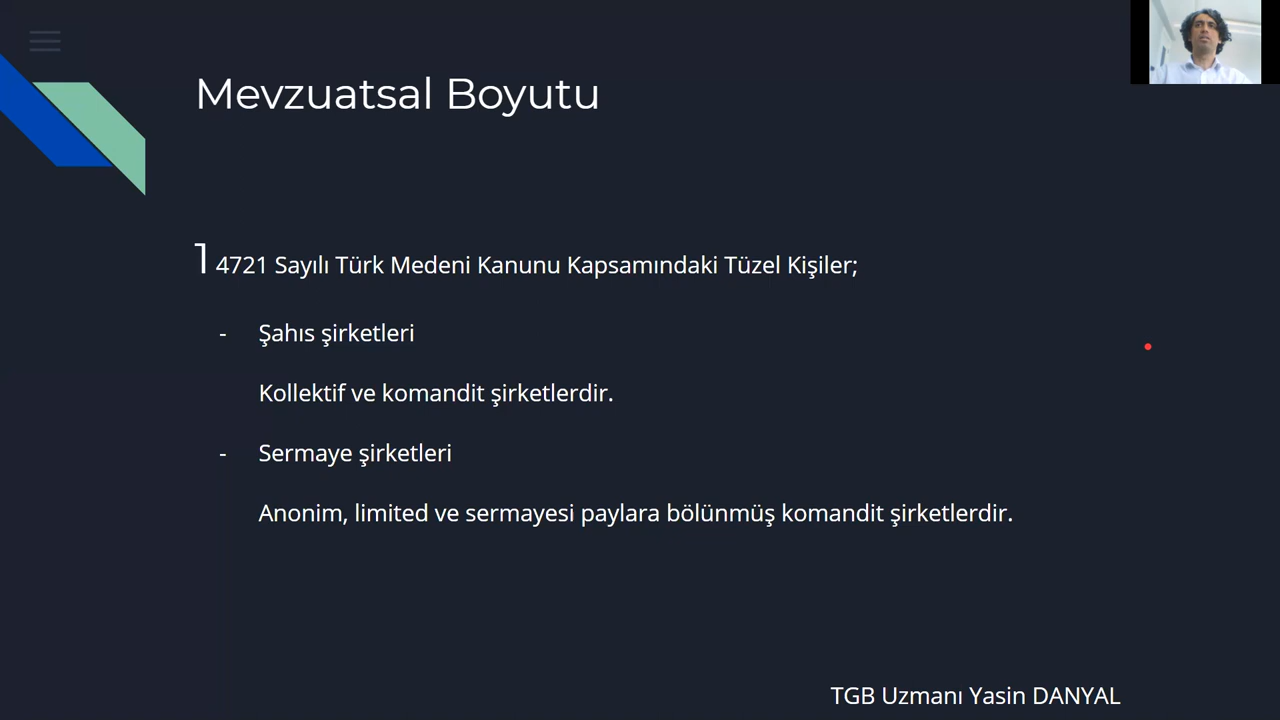 Mevzuatsal Boyutu
1 4721 Sayılı Türk Medeni Kanunu Kapsamındaki Tüzel Kişiler;
- Şahıs şirketleri
Kollektif ve komandit şirketlerdir.
- Sermaye şirketleri
Anonim, limited ve sermayesi paylara bölünmüş komandit şirketlerdir.
TGB Uzmanı Yasin DANYAL